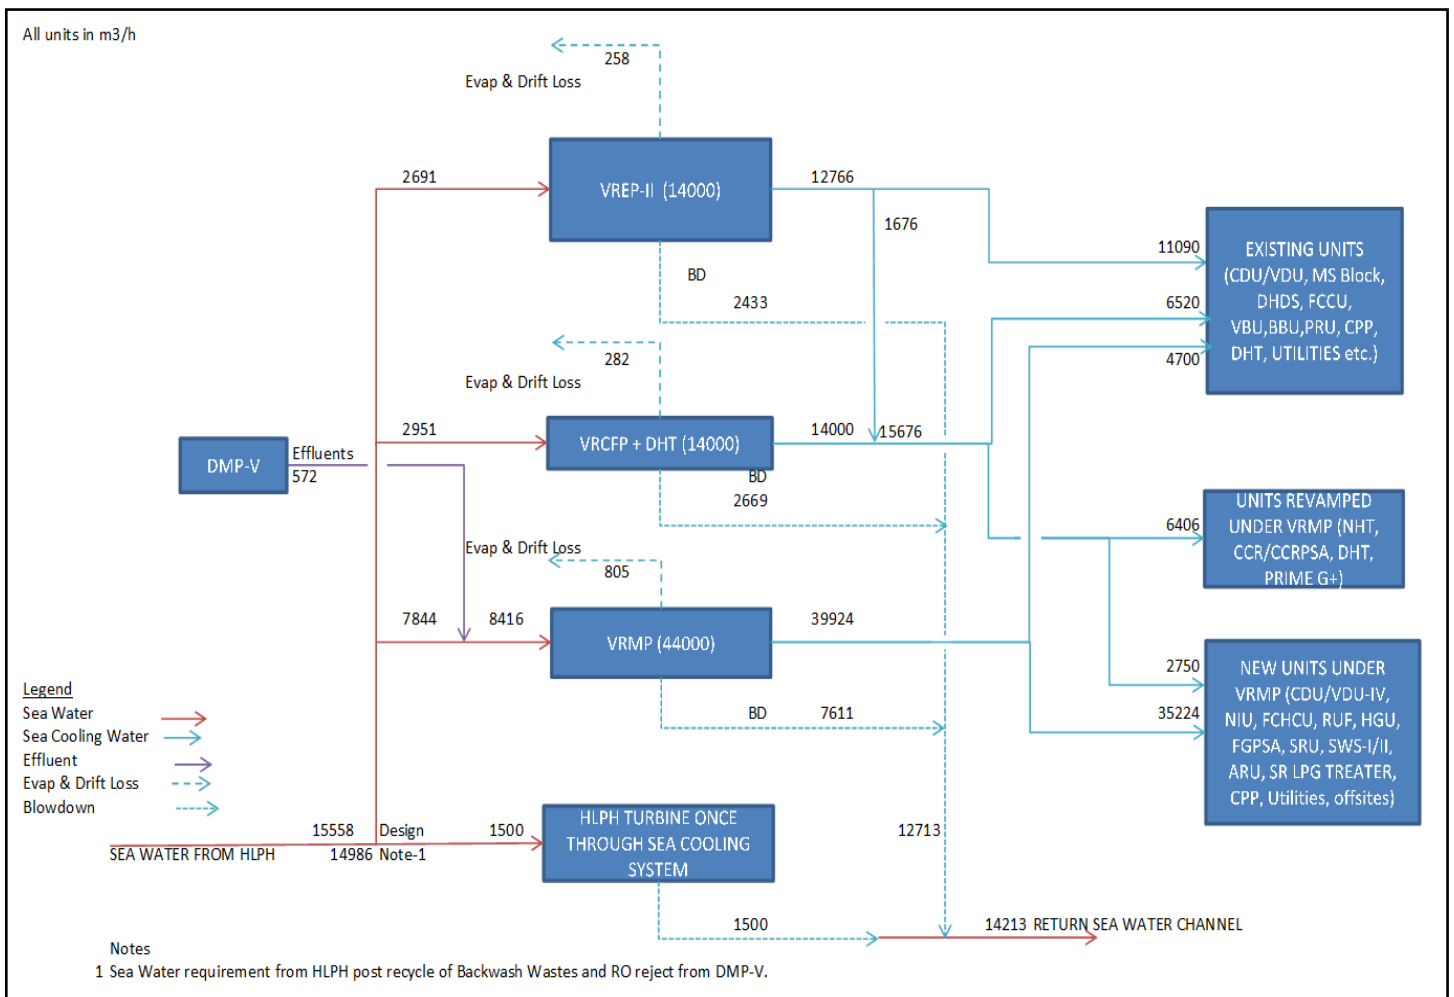 All units in m3/h
258
Evap & Drift Loss
2691
VREP-II (14000)
12766
1676
BD
2433
11090
6520
4700
EXISTING UNITS
(CDU/VDU, MS Block,
DHDS, FCCU,
VBU,BBU,PRU, CPP,
DHT, UTILITIES etc.)
282
Evap & Drift Loss
2951
VRCFP + DHT (14000)
14000
15676
BD
2669
DMP-V
Effluents
572
6406
UNITS REVAMPED
UNDER VRMP (NHT,
CCR/CCRPSA, DHT,
PRIME G+)
Evap & Drift Loss
805
7844
8416
VRMP (44000)
39924
BD
7611
2750
35224
NEW UNITS UNDER
VRMP (CDU/VDU-IV,
NIU, FCHCU, RUF, HGU,
FGPSA, SRU, SWS-I/II,
ARU, SR LPG TREATER,
CPP, Utilities, offsites)
Legend
Sea Water
Sea Cooling Water
Effluent
Evap & Drift Loss
Blowdown
15558 Design
1500
SEA WATER FROM HLPH
14986 Note-1
HLPH TURBINE ONCE
THROUGH SEA COOLING
SYSTEM
12713
1500
14213 RETURN SEA WATER CHANNEL
Notes
1 Sea Water requirement from HLPH post recycle of Backwash Wastes and RO reject from DMP-V.